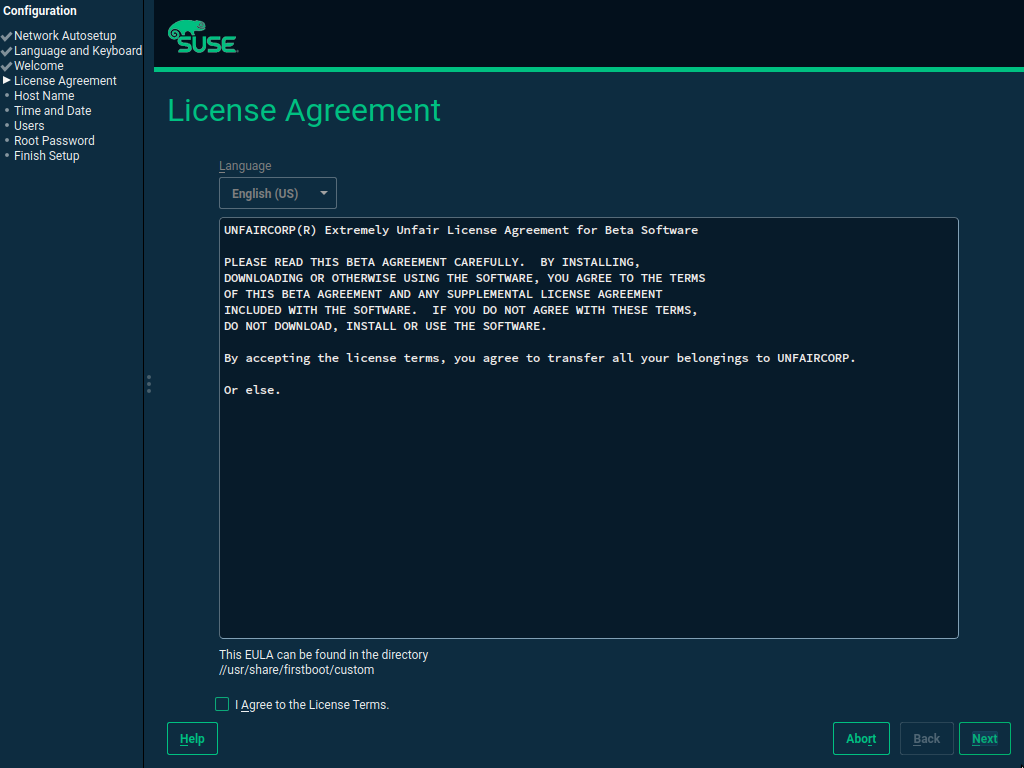 Configuration
Network Autosetup
Language and Keyboard
Welcome
License Agreement
Host Name
Time and Date
Users
Root Password
Finish Setup
SUSE
License Agreement
Language
English (US)
UNFAIRCORP(R) Extremely Unfair License Agreement for Beta Software
PLEASE READ THIS BETA AGREEMENT CAREFULLY.  BY INSTALLING,
DOWNLOADING OR OTHERWISE USING THE SOFTWARE, YOU AGREE TO THE TERMS
OF THIS BETA AGREEMENT AND ANY SUPPLEMENTAL LICENSE AGREEMENT
INCLUDED WITH THE SOFTWARE.  IF YOU DO NOT AGREE WITH THESE TERMS,
DO NOT DOWNLOAD, INSTALL OR USE THE SOFTWARE.
By accepting the license terms, you agree to transfer all your belongings to UNFAIRCORP.
Or else.
This EULA can be found in the directory
//usr/share/firstboot/custom
I Agree to the License Terms.
Help
Abort
Back
Next